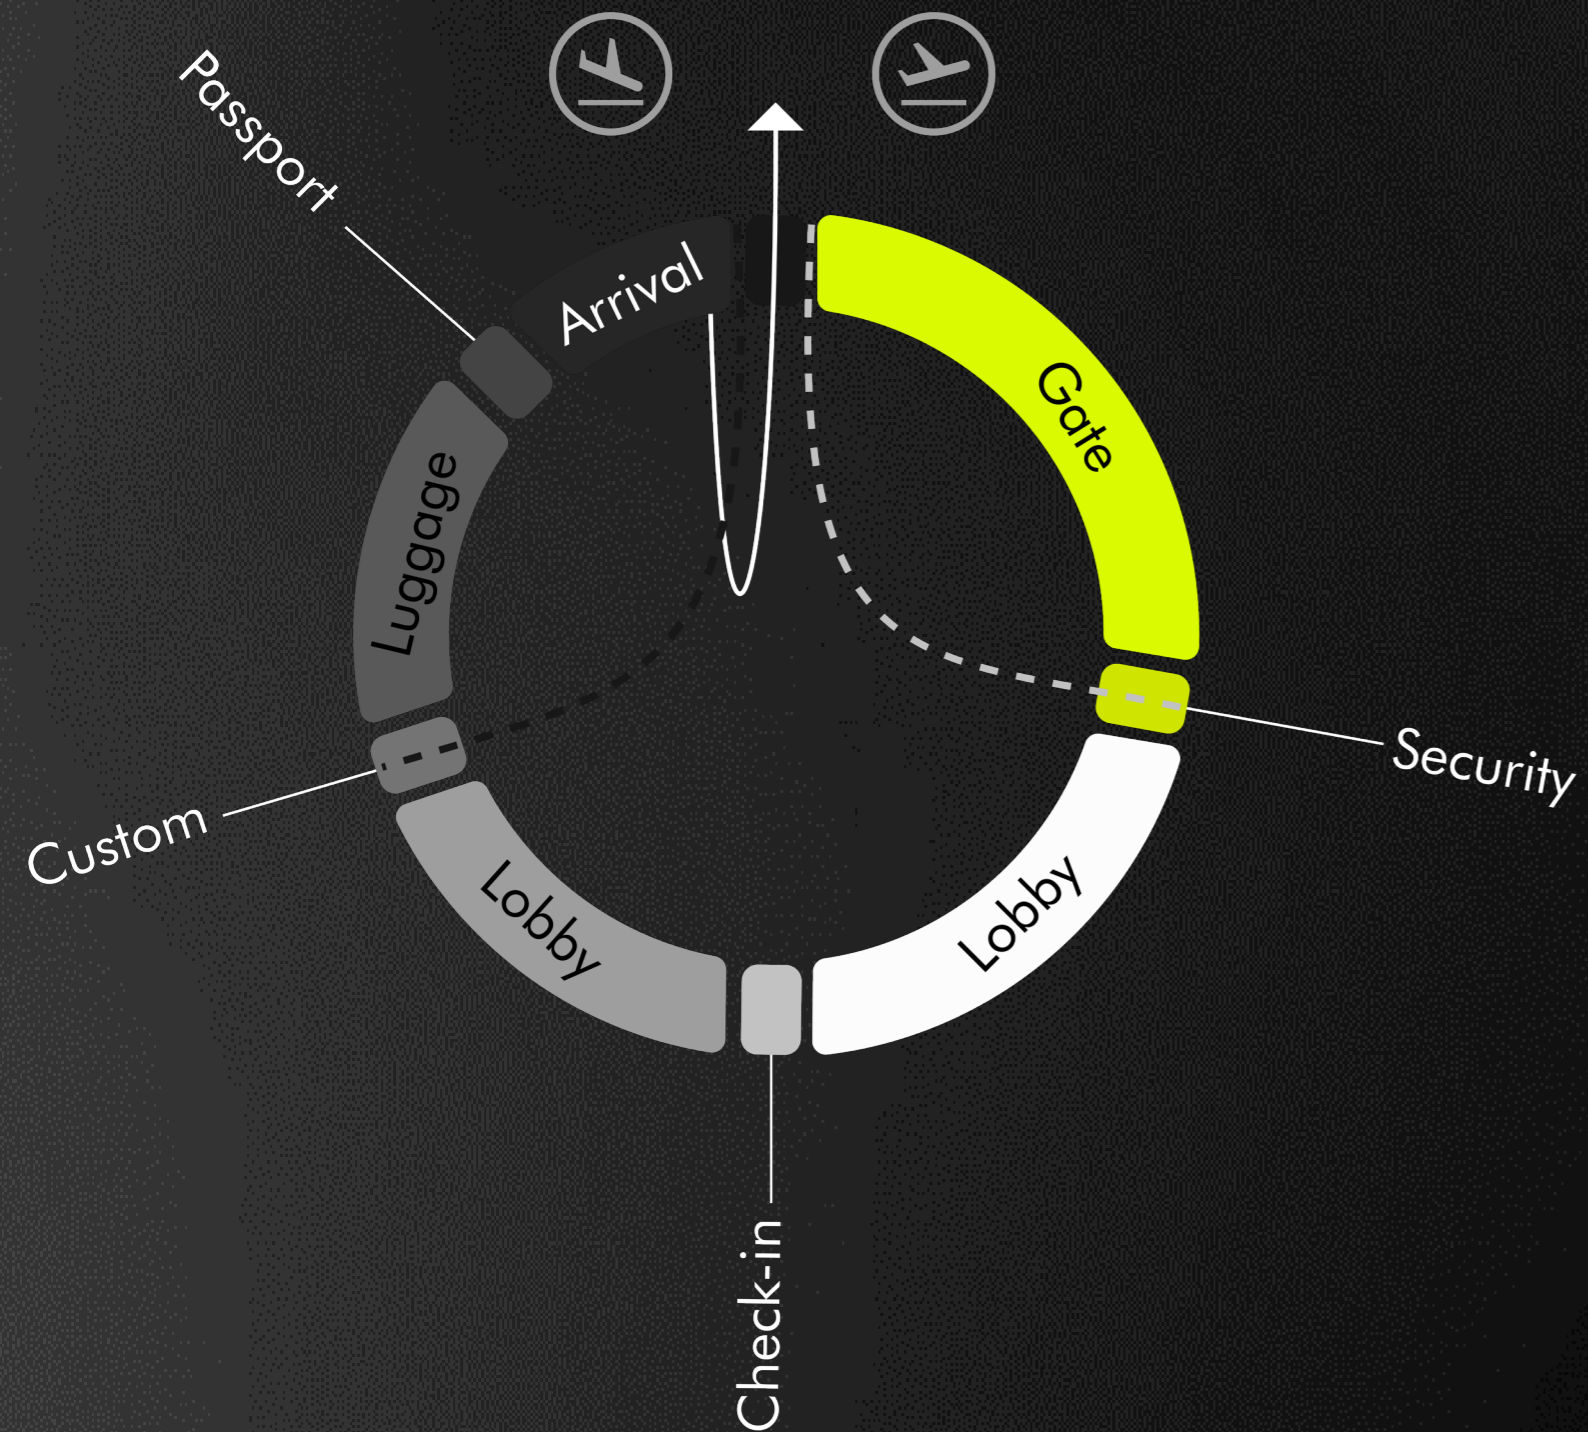 Passport
Arrival
Gate
Luggage
Security
Custom
Lobby
Lobby
Check-in